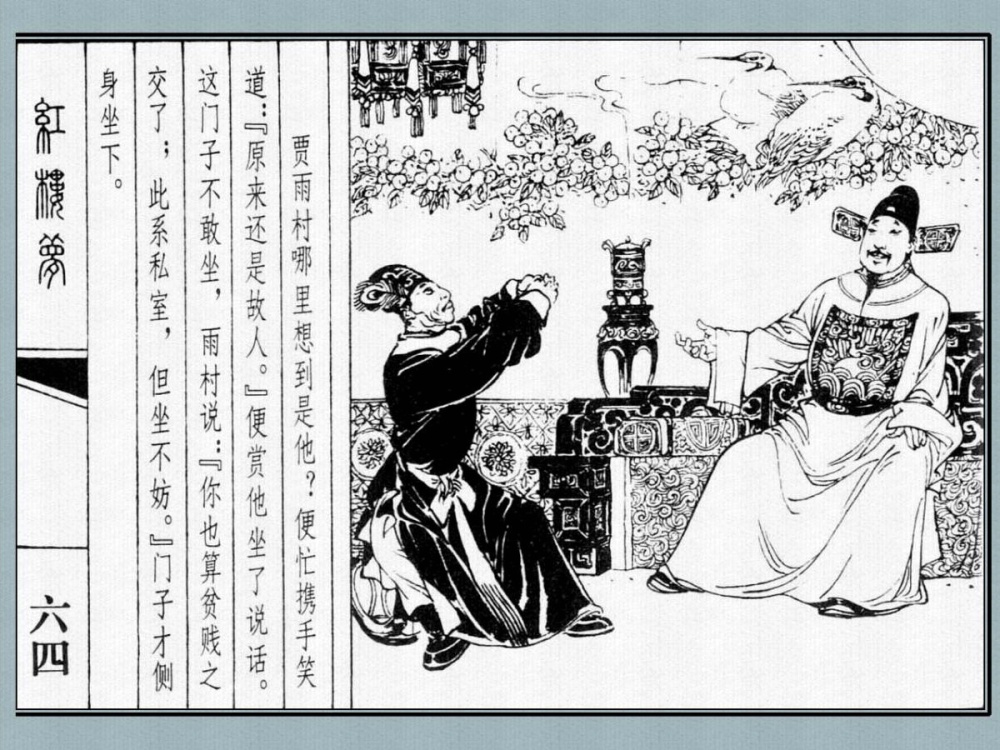 贾雨村哪里想到是他？便忙携手笑
道：『原来还是故人。』便赏他坐了说话。
这门子不敢坐，雨村说：『你也算贫贱之
交了；此系私室，但坐不妨。』门子才侧
身坐下。
紅樓夢
六四